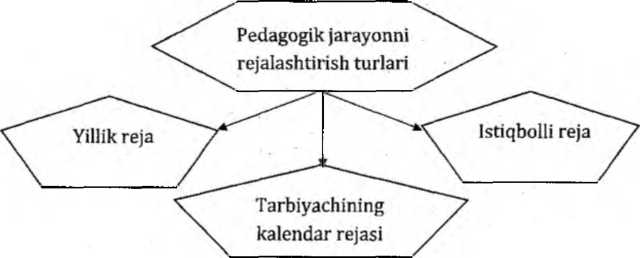 Pedagogik jarayonni
rejalashtirish turlari
Yillik reja
Istiqbolli reja
Tarbiyachining
kalendar rejasi